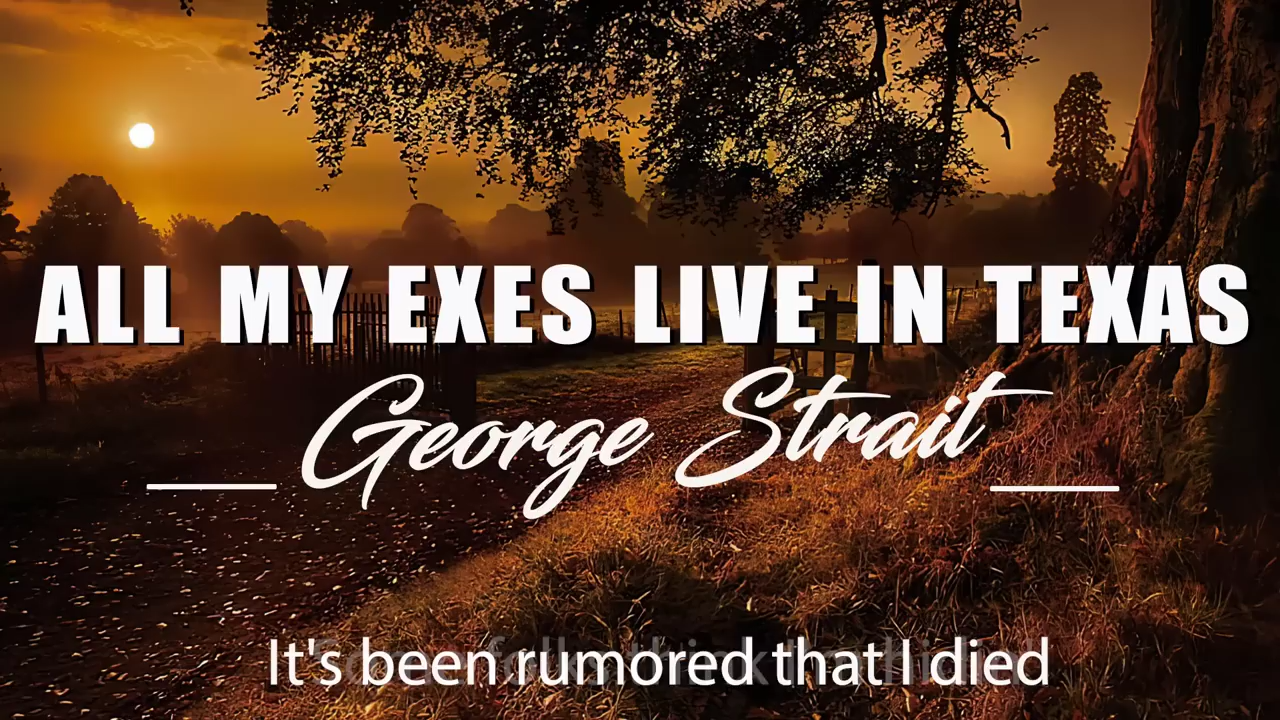 ALL MY EXES LIVE IN TEXAS
George Strait
It's been rumored that I died